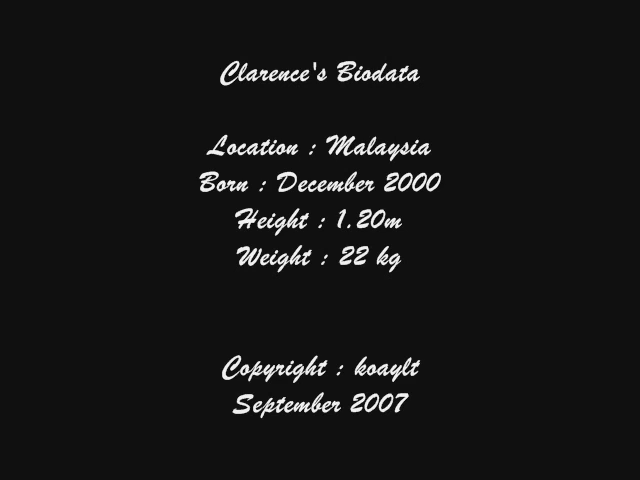 Clarence's Biodata
Location : Malaysia
Born : December 2000
Height : 1.20m
Weight : 22 kg
Copyright : koaylt
September 2007